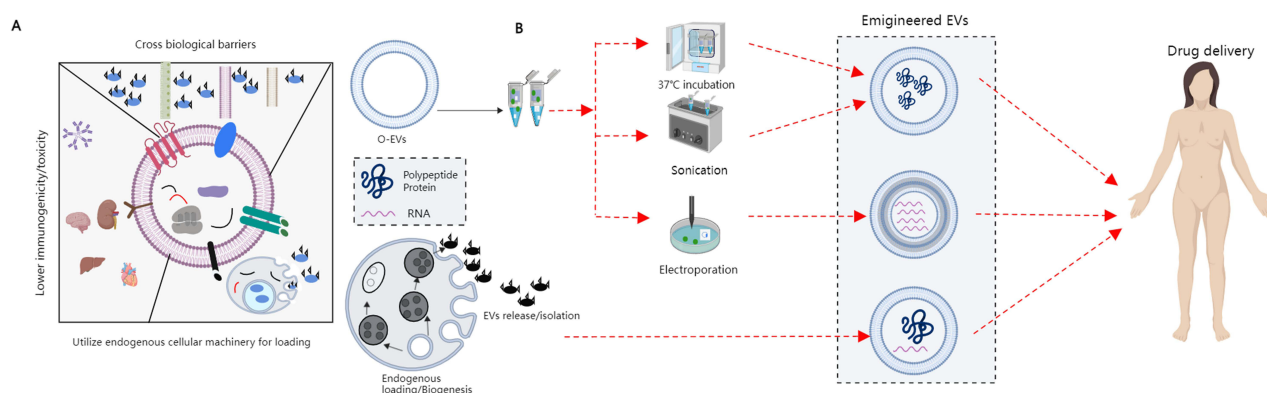 A
Cross biological barriers
Lower immunogenicity/toxicity
Utilize endogenous cellular machinery for loading
O-EVs
Polypeptide
Protein
RNA
EVs release/isolation
Endogenous
loading/Biogenesis
B
37℃ incubation
Sonication
Electroporation
Emigineered EVs
Drug delivery